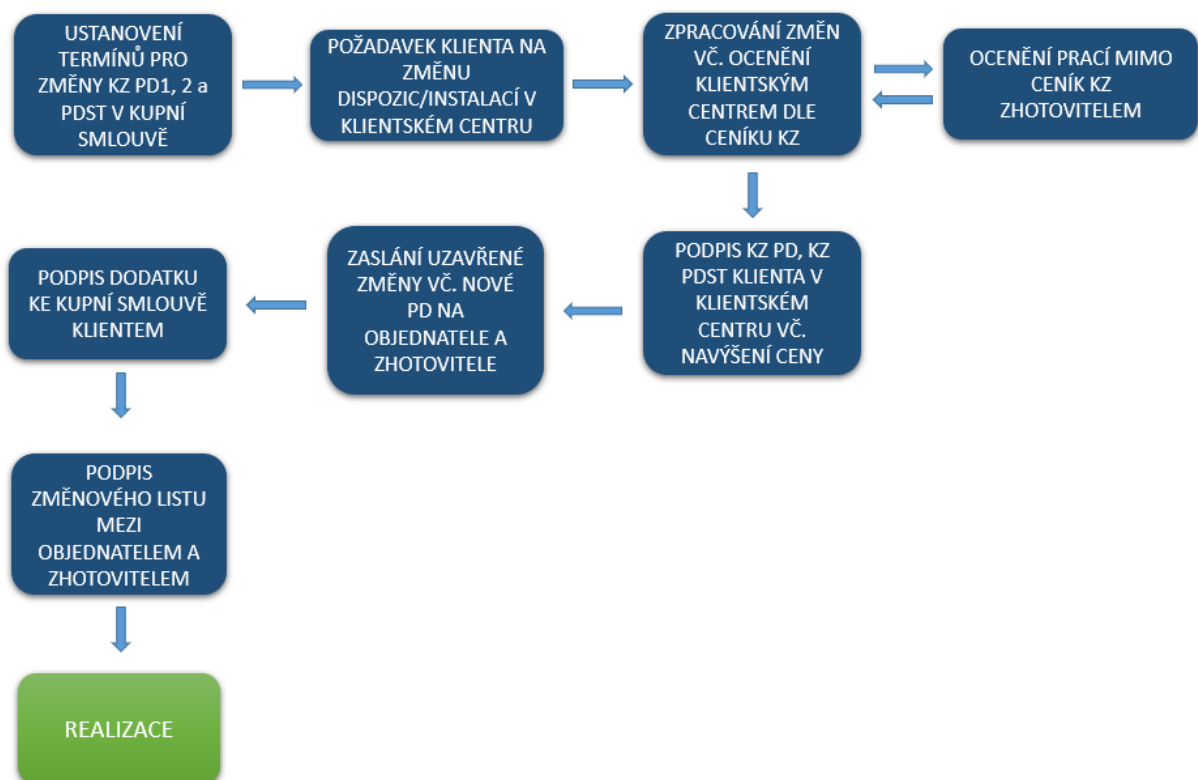 USTANOVENÍ
TERMÍNŮ PRO
ZMĚNY KZ PD1, 2 a
PDST V KUPNÍ
SMLOUVĚ
POŽADAVEK KLIENTA NA
ZMĚNU
DISPOZIC/INSTALACÍ V
KLIENTSKÉM CENTRU
ZPRACOVÁNÍ ZMĚN
VČ. OCENĚNÍ
KLIENTSKÝM
CENTREM DLE
CENÍKU KZ
OCENĚNÍ PRACÍ MIMO
CENÍK KZ
ZHOTOVITELEM
PODPIS KZ PD, KZ
PDST KLIENTA V
KLIENTSKÉM
CENTRU VČ.
NAVÝŠENÍ CENY
ZASLÁNÍ UZAVŘENÉ
ZMĚNY VČ. NOVÉ
PD NA
OBJEDNATELE A
ZHOTOVITELE
PODPIS DODATKU
KE KUPNÍ SMLOUVĚ
KLIENTEM
PODPIS
ZMĚNOVÉHO LISTU
MEZI
OBJEDNATELEM A
ZHOTOVITELEM
REALIZACE